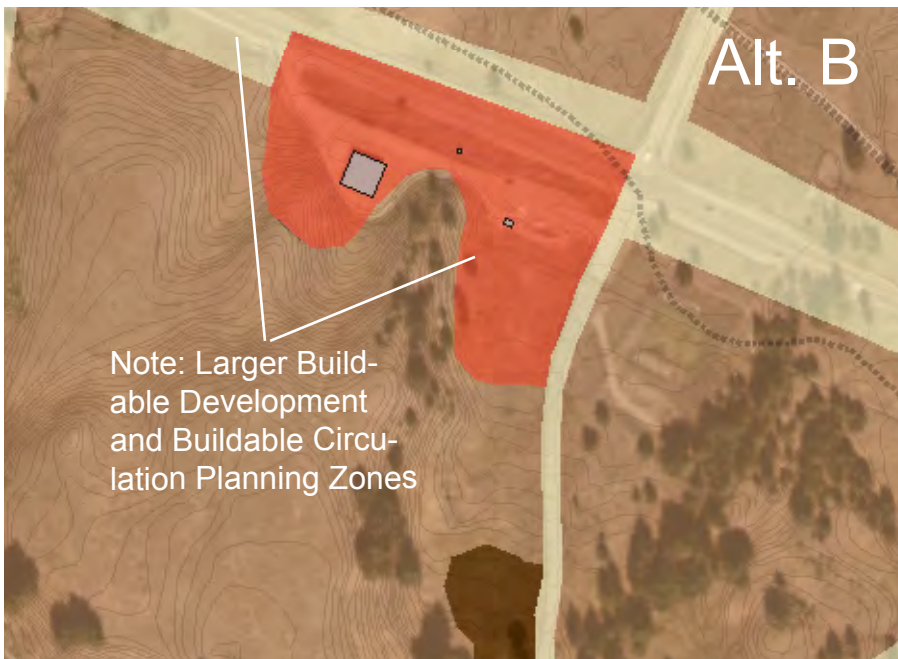 Alt. B
Note: Larger Build-
able Development
and Buildable Circu-
lation Planning Zones